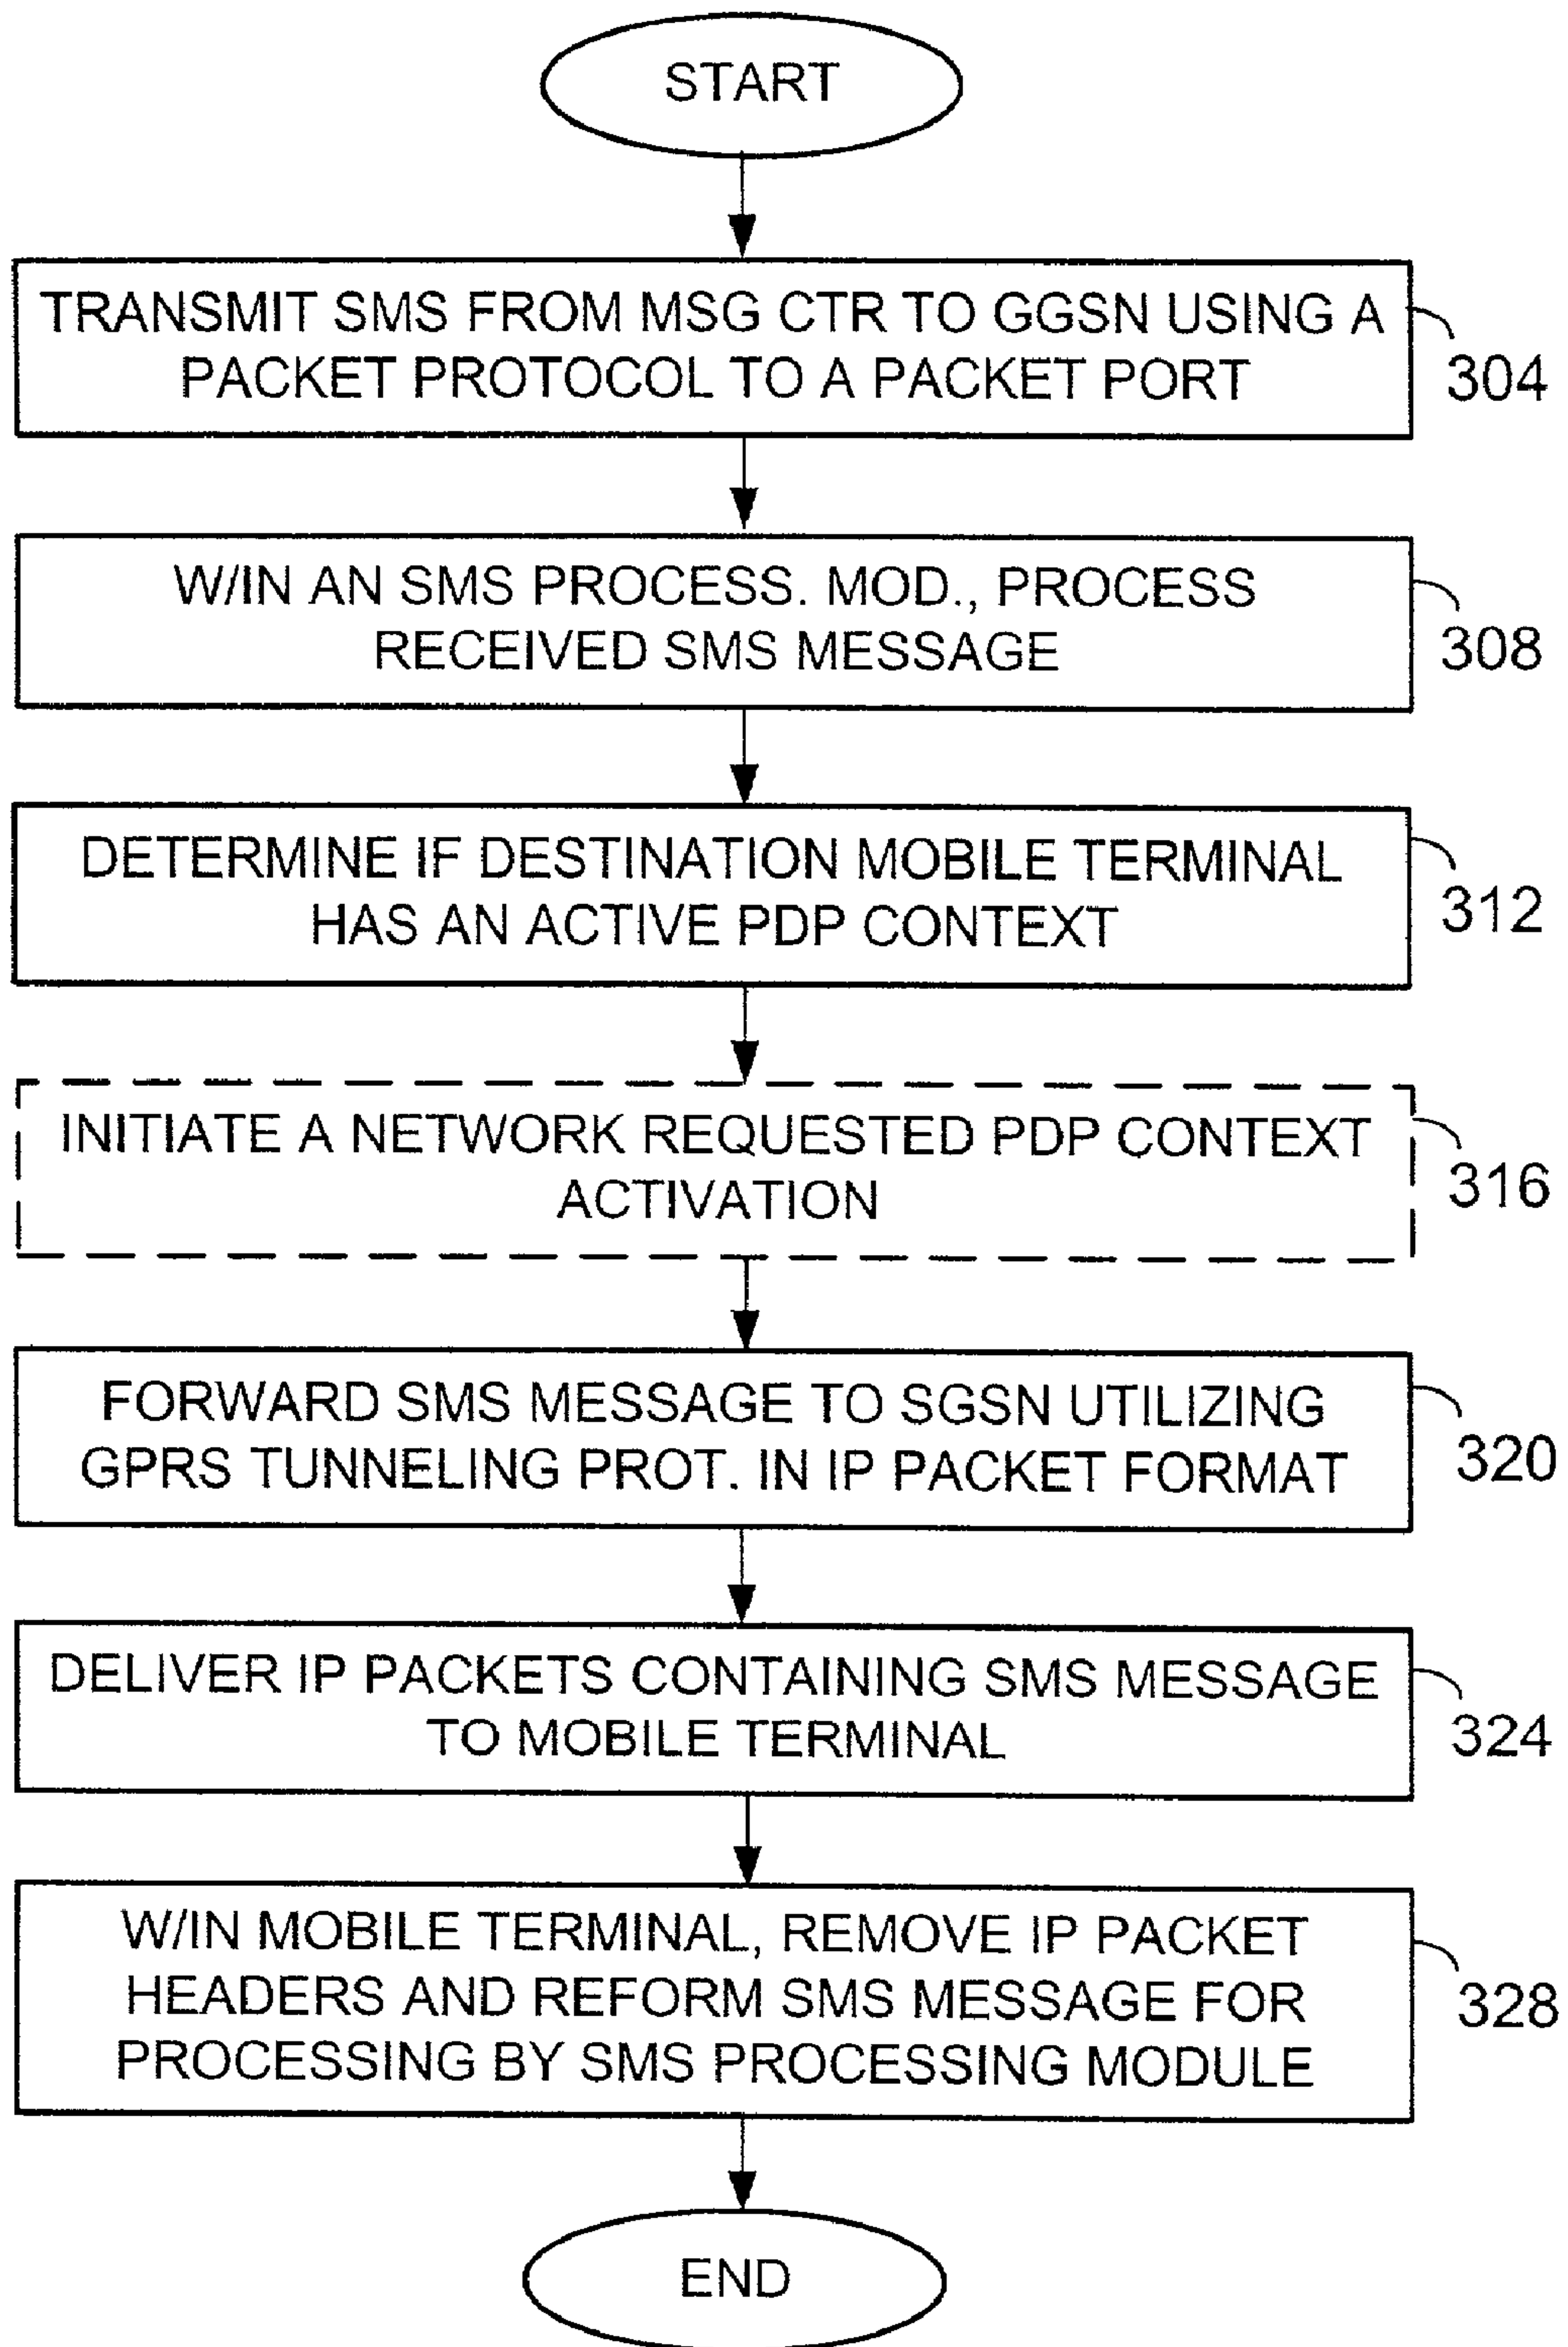 START
TRANSMIT SMS FROM MSG CTR TO GGSN USING A
PACKET PROTOCOL TO A PACKET PORT
304
W/IN AN SMS PROCESS. MOD., PROCESS
RECEIVED SMS MESSAGE
308
DETERMINE IF DESTINATION MOBILE TERMINAL
HAS AN ACTIVE PDP CONTEXT
312
INITIATE A NETWORK REQUESTED PDP CONTEXT
ACTIVATION
316
FORWARD SMS MESSAGE TO SGSN UTILIZING
GPRS TUNNELING PROT. IN IP PACKET FORMAT
320
DELIVER IP PACKETS CONTAINING SMS MESSAGE
TO MOBILE TERMINAL
324
W/IN MOBILE TERMINAL, REMOVE IP PACKET
HEADERS AND REFORM SMS MESSAGE FOR
PROCESSING BY SMS PROCESSING MODULE
328
END